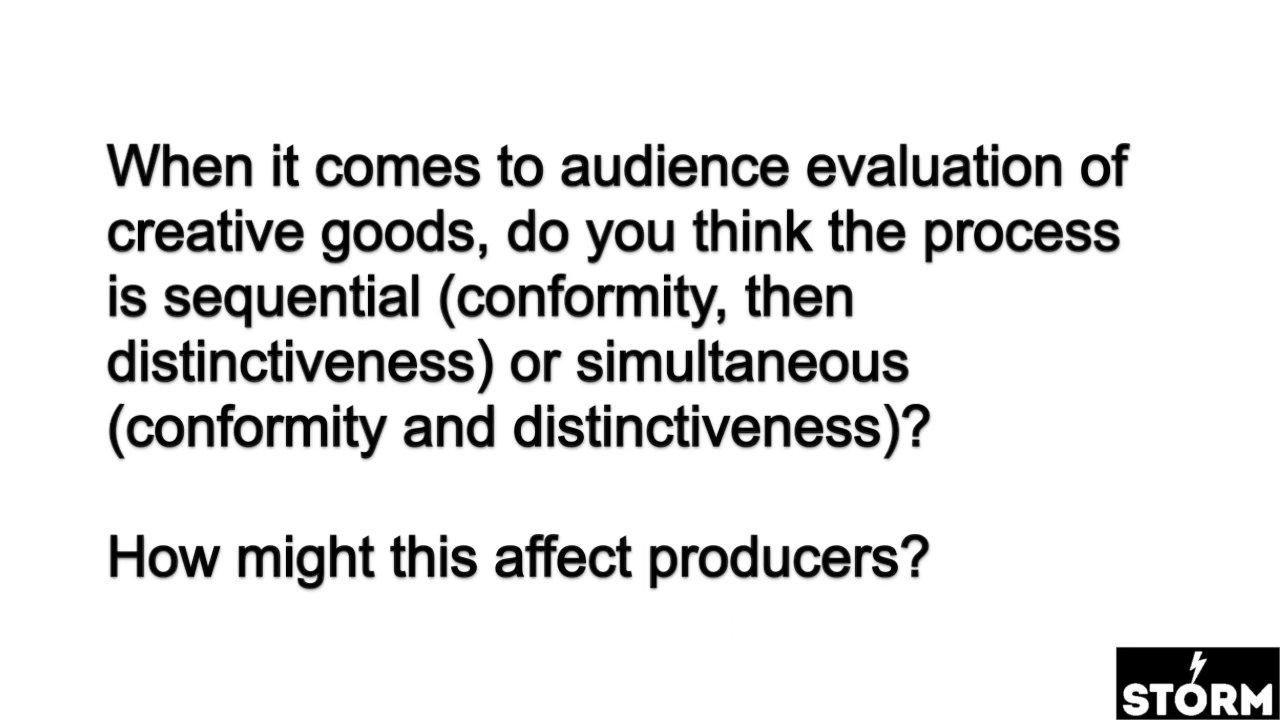 When it comes to audience evaluation of
creative goods, do you think the process
is sequential (conformity, then
distinctiveness) or simultaneous
(conformity and distinctiveness)?
How might this affect producers?
STORM